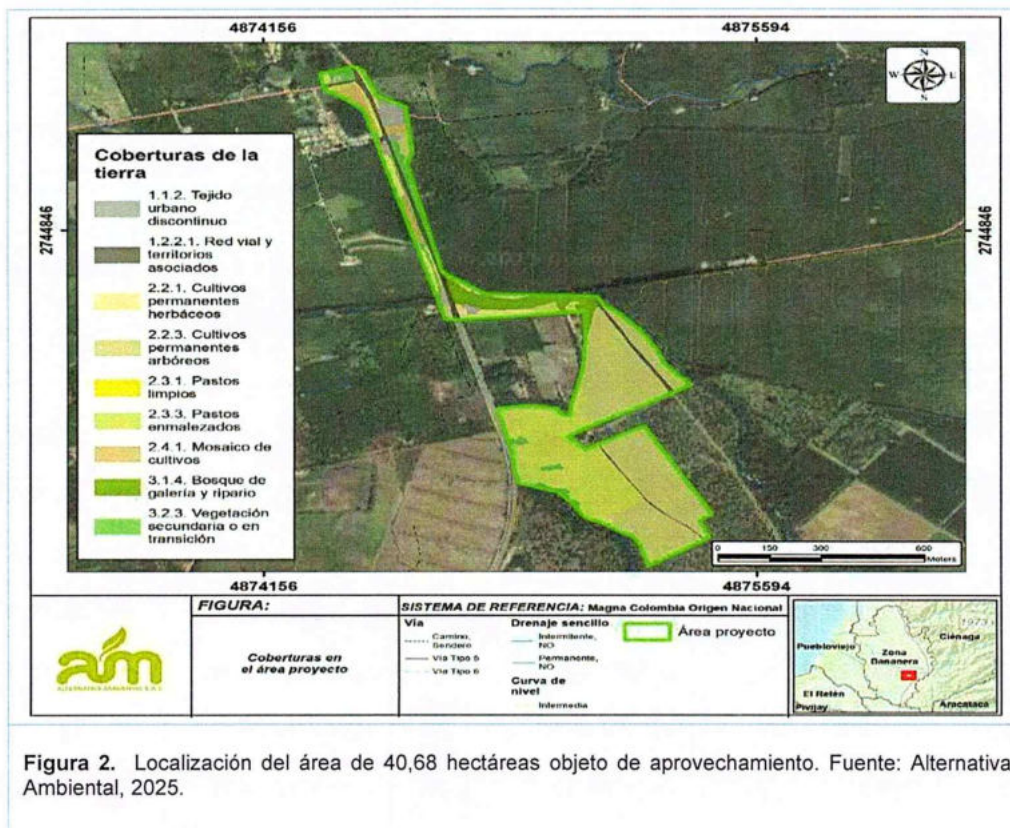 4874156
4875594
N
W
E
2744846
2744846
Coberturas de la
tierra
1.1.2. Tejido
urbano
discontinuo
1.2.2.1. Red vial y
territorios
asociados
2.2.1. Cultivos
permanentes
herbáceos
2.2.3. Cultivos
permanentes
arbóreos
2.3.1. Pastos
limpios
2.3.3. Pastos
enmalezados
2.4.1. Mosaico de
cultivos
3.1.4. Bosque de
galería y ripario
3.2.3. Vegetación
secundaria o en
transición
0 150 300 600
Meters
4874156
4875594
FIGURA:
Coberturas en
el área proyecto
SISTEMA DE REFERENCIA: Magna Colombia Origen Nacional
Vía
Camino,
Sendero
Vía Tipo 5
Vía Tipo 6
Drenaje sencillo
Intermitente,
NO
Permanente,
NO
Curva de
nivel
Intermedia
Área proyecto
am
ALTERNATIVA AMBIENTAL S.A.S.
1973
Ciénaga
Puebloviejo
Zona
Bananera
El Retén
Pivijay
Aracataca
Figura 2. Localización del área de 40,68 hectáreas objeto de aprovechamiento. Fuente: Alternativa
Ambiental, 2025.